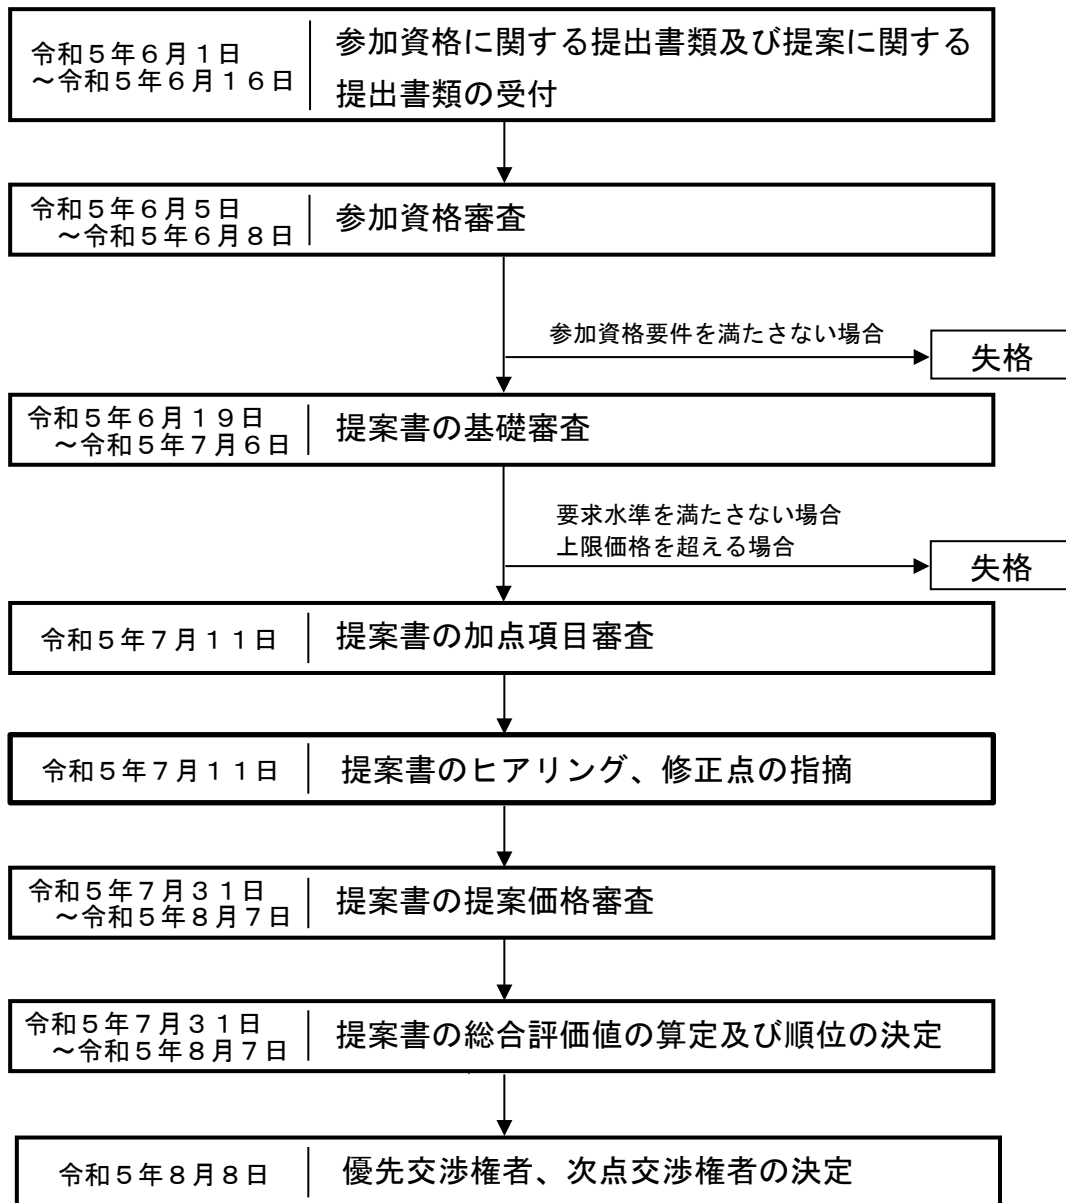 令和５年６月１日
～令和５年６月１６日
参加資格に関する提出書類及び提案に関する
提出書類の受付
令和５年６月５日
～令和５年６月８日
参加資格審査
参加資格要件を満たさない場合
失格
令和５年６月１９日
～令和５年７月６日
提案書の基礎審査
要求水準を満たさない場合
上限価格を超える場合
失格
令和５年７月１１日
提案書の加点項目審査
令和５年７月１１日
提案書のヒアリング、修正点の指摘
令和５年７月３１日
～令和５年８月７日
提案書の提案価格審査
令和５年７月３１日
～令和５年８月７日
提案書の総合評価値の算定及び順位の決定
令和５年８月８日
優先交渉権者、次点交渉権者の決定